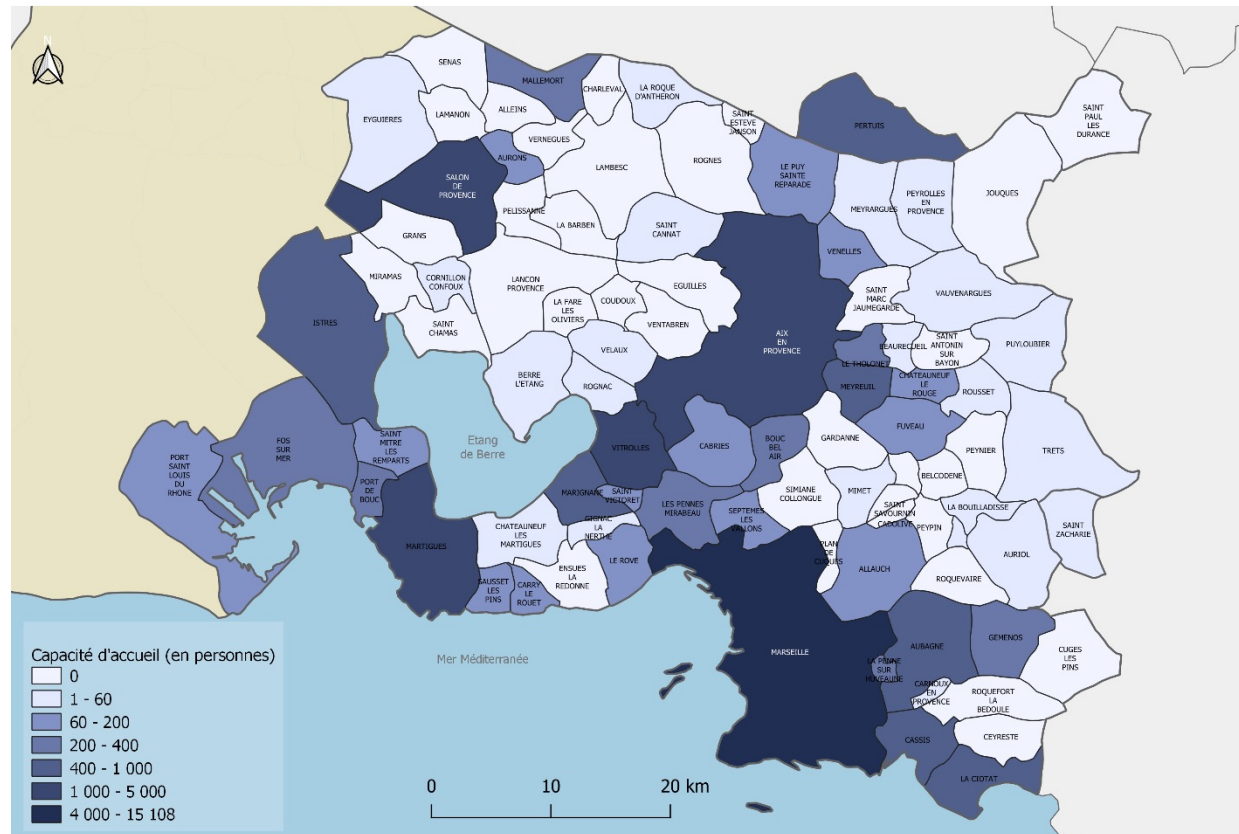 N
SENAS
MALLEMORT
CHARLEVAL
LA ROQUE
D'ANTHERON
SAINT
PAUL
LES
DURANCE
EYGUIERES
LAMANON
ALLEINS
SAINT
ESTEVE
JANSON
PERTUIS
VERNEGUES
AURONS
LAMBESC
ROGNES
LE PUY
SAINTE
REPARADE
SALON
DE
PROVENCE
PEYROLLES
EN
PROVENCE
JOUQUES
MEYRARGUES
PELISSANNE
LA BARBEN
SAINT
CANNAT
GRANS
VENELLES
MIRAMAS
CORNILLON
CONFOUX
LANCON
PROVENCE
EGUILLES
SAINT
MARC
JAUMEGARDE
VAUVENARGUES
LA FARE
LES
OLIVIERS
COUDOUX
ISTRES
SAINT
CHAMAS
VENTABREN
AIX
EN
PROVENCE
VELAUX
BEAURECUEIL
SAINT
ANTONIN
SUR
BAYON
PUYLOUBIER
LE THOLONET
BERRE
L'ETANG
ROGNAC
MEYREUIL
CHATEAUNEUF
LE
ROUGE
ROUSSET
FUVEAU
SAINT
MITRE
LES
REMPARTS
FOS
SUR
MER
Etang
de Berre
VITROLLES
CABRIES
BOUC
BEL
AIR
GARDANNE
PEYNIER
TRETS
PORT
SAINT
LOUIS
DU
RHONE
PORT
DE
BOUC
BELCODENE
MARIGNANE
SAINT
VICTORET
SIMIANE
COLLONGUE
MIMET
SAINT
SAVOURNIN
CADOLIVE
LA BOUILLADISSE
LES PENNES
MIRABEAU
SEPTEMES
LES
VALLONS
PEYPIN
MARTIGUES
CHATEAUNEUF
LES
MARTIGUES
GIGNAC
LA
NERTHE
PLAN
DE
CUQUES
AURIOL
SAINT
ZACHARIE
LE ROVE
ALLAUCH
ENSUES
LA
REDONNE
ROQUEVAIRE
SAUSSET
LES
PINS
CARRY
LE
ROUET
AUBAGNE
GEMENOS
CUGES
LES
PINS
MARSEILLE
Mer Méditerranée
LA PENNE
SUR
HUVEAUNE
CARNOUX
EN
PROVENCE
ROQUEFORT
LA
BEDOULE
CASSIS
CEYRESTE
LA CIOTAT
Capacité d'accueil (en personnes)
0
1 - 60
60 - 200
200 - 400
400 - 1 000
1 000 - 5 000
4 000 - 15 108
0 10 20 km